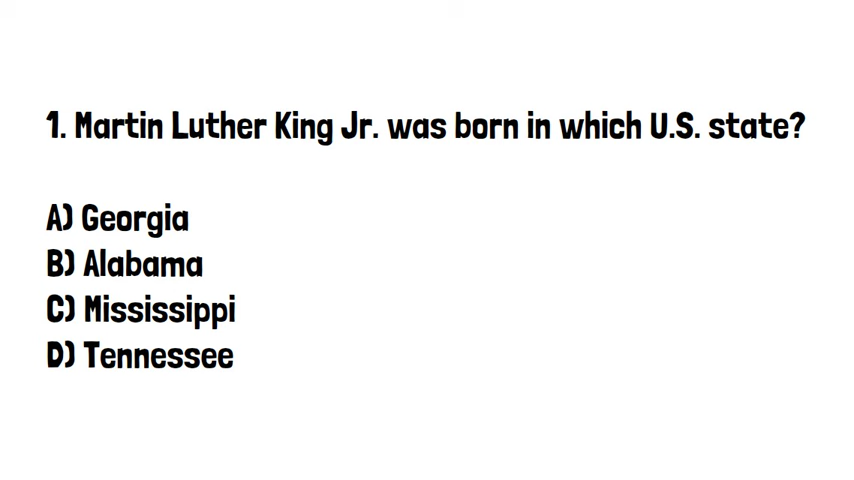 1. Martin Luther King Jr. was born in which U.S. state?
A) Georgia
B) Alabama
C) Mississippi
D) Tennessee